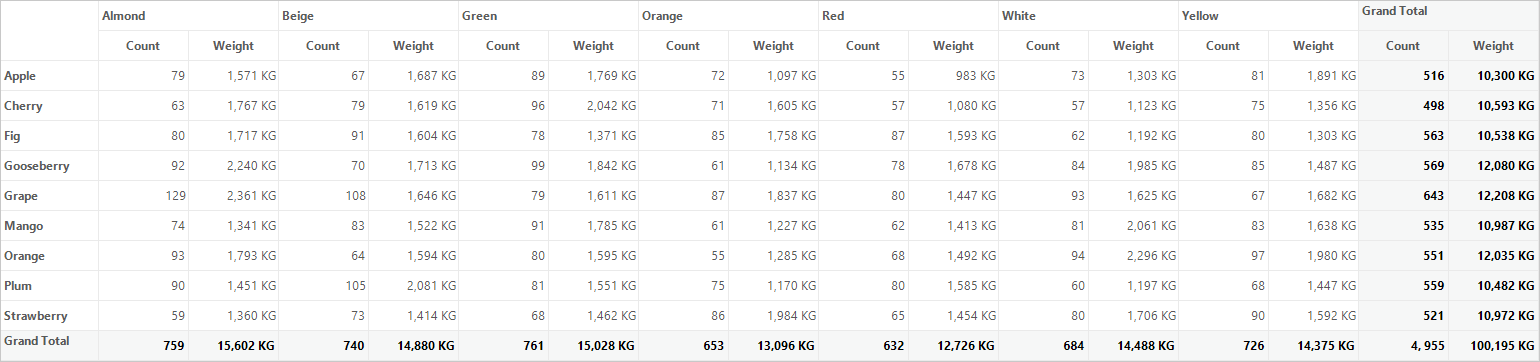 Almond Beige Green Orange Red White Yellow Grand Total
Count Weight Count Weight Count Weight Count Weight Count Weight Count Weight Count Weight Count Weight
Apple 79 1,571 KG 67 1,687 KG 89 1,769 KG 72 1,097 KG 55 983 KG 73 1,303 KG 81 1,891 KG 516 10,300 KG
Cherry 63 1,767 KG 79 1,619 KG 96 2,042 KG 71 1,605 KG 57 1,080 KG 57 1,123 KG 75 1,356 KG 498 10,593 KG
Fig 80 1,717 KG 91 1,604 KG 78 1,371 KG 85 1,758 KG 87 1,593 KG 62 1,192 KG 80 1,303 KG 563 10,538 KG
Gooseberry 92 2,240 KG 70 1,713 KG 99 1,842 KG 61 1,134 KG 78 1,678 KG 84 1,985 KG 85 1,487 KG 569 12,080 KG
Grape 129 2,361 KG 108 1,646 KG 79 1,611 KG 87 1,837 KG 80 1,447 KG 93 1,625 KG 67 1,682 KG 643 12,208 KG
Mango 74 1,341 KG 83 1,522 KG 91 1,785 KG 61 1,227 KG 62 1,413 KG 81 2,061 KG 83 1,638 KG 535 10,987 KG
Orange 93 1,793 KG 64 1,594 KG 80 1,595 KG 55 1,285 KG 68 1,492 KG 94 2,296 KG 97 1,980 KG 551 12,035 KG
Plum 90 1,451 KG 105 2,081 KG 81 1,551 KG 75 1,170 KG 80 1,585 KG 60 1,197 KG 68 1,447 KG 559 10,482 KG
Strawberry 59 1,360 KG 73 1,414 KG 68 1,462 KG 86 1,984 KG 65 1,454 KG 80 1,706 KG 90 1,592 KG 521 10,972 KG
Grand Total 759 15,602 KG 740 14,880 KG 761 15,028 KG 653 13,096 KG 632 12,726 KG 684 14,488 KG 726 14,375 KG 4, 955 100,195 KG